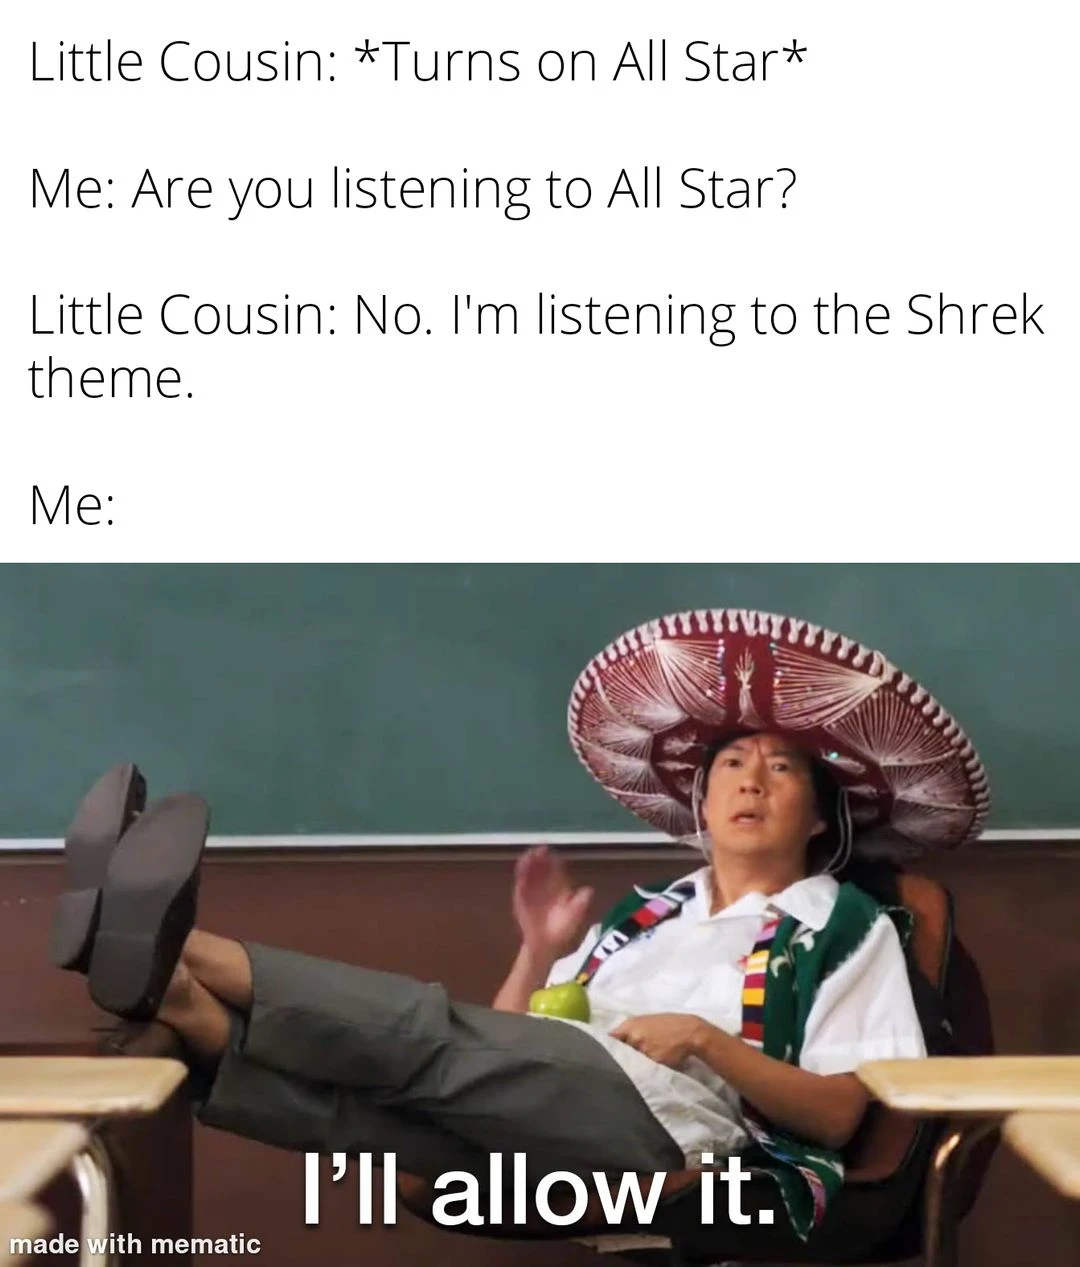 Little Cousin: *Turns on All Star*
Me: Are you listening to All Star?
Little Cousin: No. I'm listening to the Shrek
theme.
Me:
I’ll allow it.
made with mematic